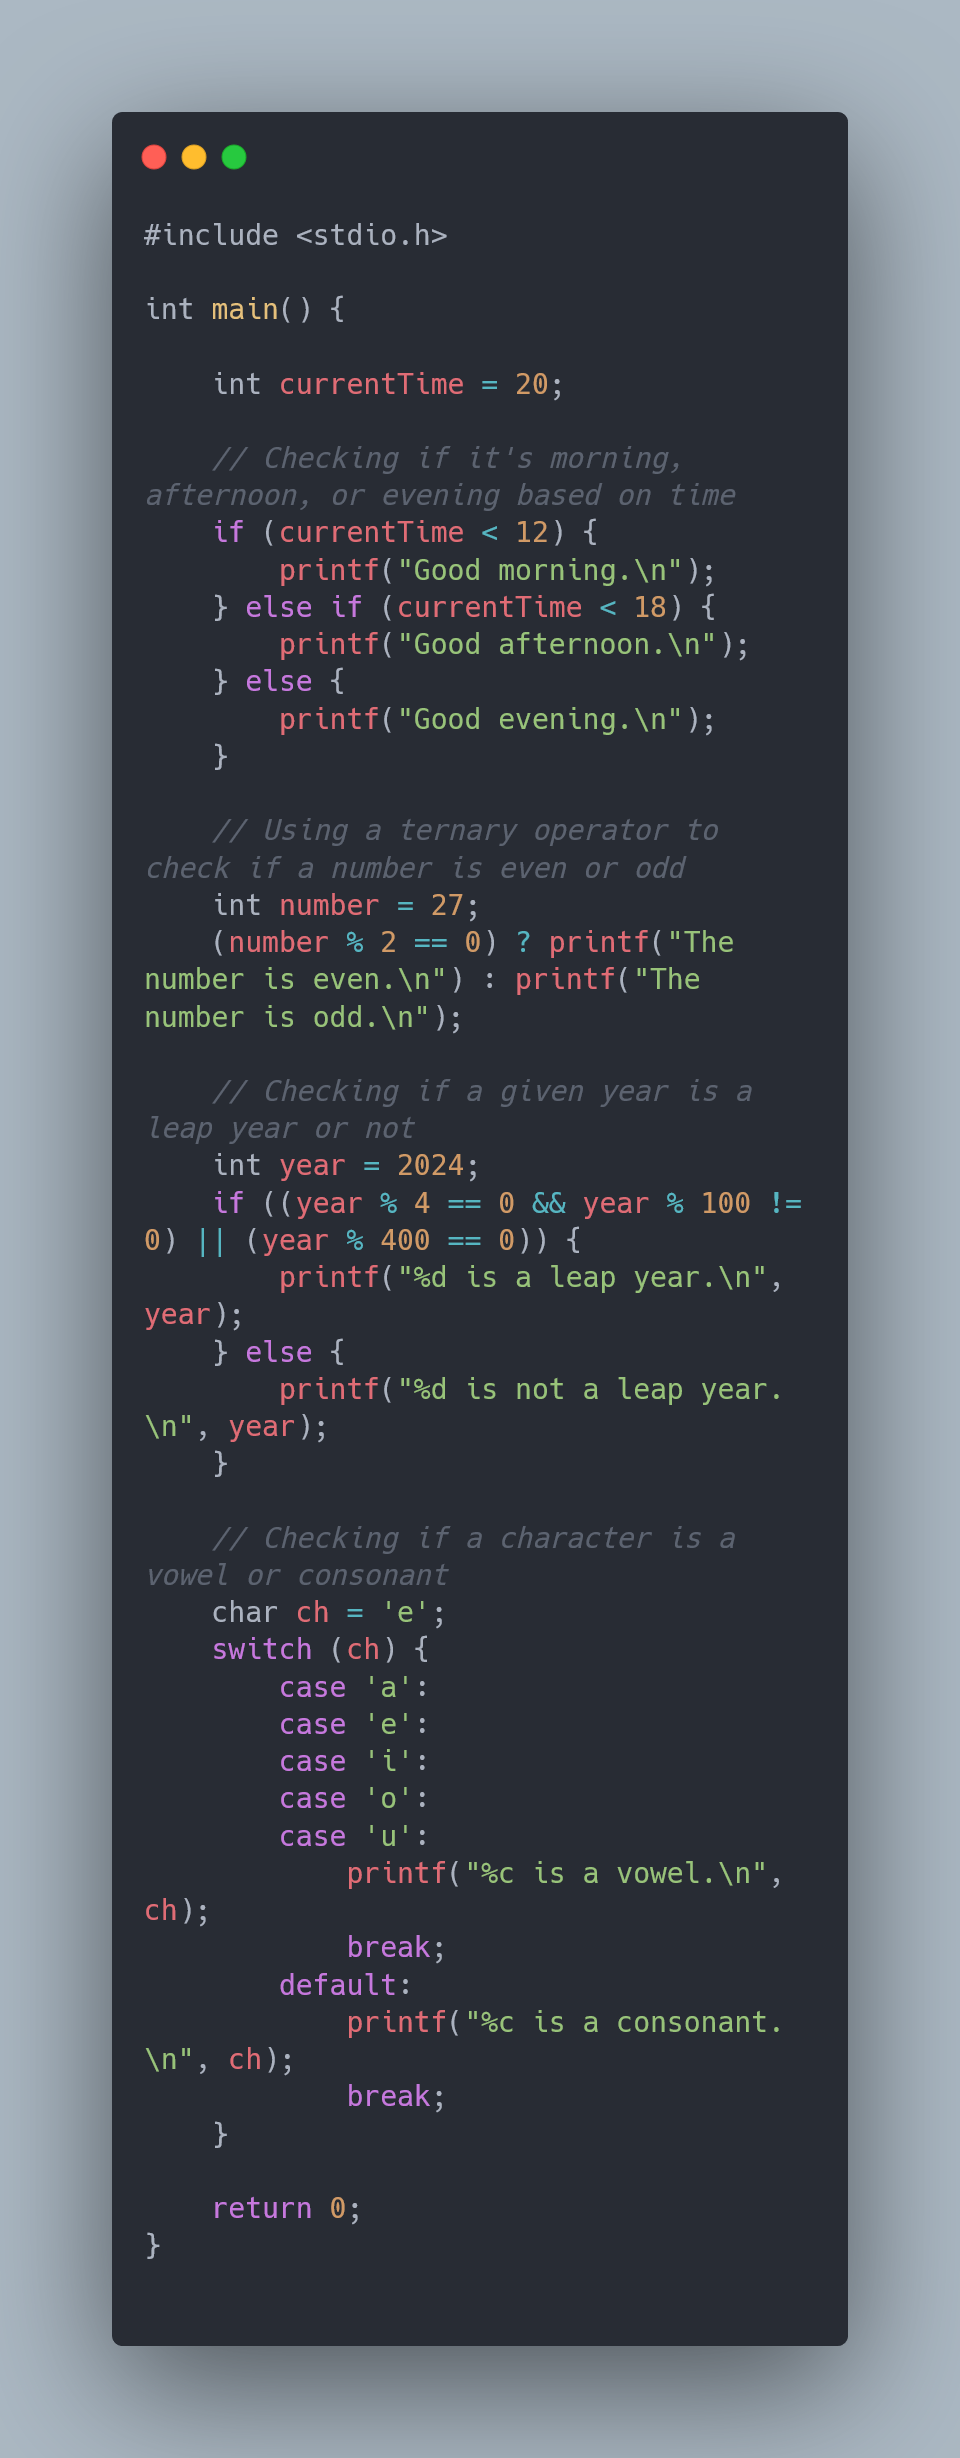 #include <stdio.h>

int main() {

    int currentTime = 20;

    // Checking if it's morning,
afternoon, or evening based on time
    if (currentTime < 12) {
        printf("Good morning.\n");
    } else if (currentTime < 18) {
        printf("Good afternoon.\n");
    } else {
        printf("Good evening.\n");
    }

    // Using a ternary operator to
check if a number is even or odd
    int number = 27;
    (number % 2 == 0) ? printf("The
number is even.\n") : printf("The
number is odd.\n");

    // Checking if a given year is a
leap year or not
    int year = 2024;
    if ((year % 4 == 0 && year % 100 !=
0) || (year % 400 == 0)) {
        printf("%d is a leap year.\n",
year);
    } else {
        printf("%d is not a leap year.
\n", year);
    }

    // Checking if a character is a
vowel or consonant
    char ch = 'e';
    switch (ch) {
        case 'a':
        case 'e':
        case 'i':
        case 'o':
        case 'u':
            printf("%c is a vowel.\n",
ch);
            break;
        default:
            printf("%c is a consonant.
\n", ch);
            break;
    }

    return 0;
}